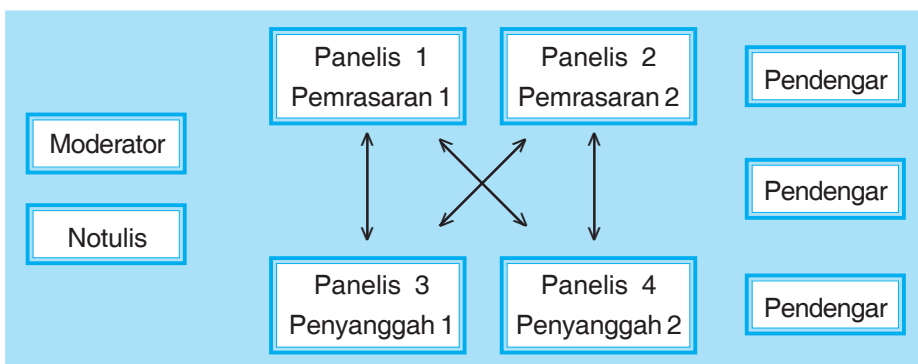 Panelis 1
Pemrasaran 1
Panelis 2
Pemrasaran 2
Pendengar
Moderator
Pendengar
Notulis
Panelis 3
Penyanggah 1
Panelis 4
Penyanggah 2
Pendengar